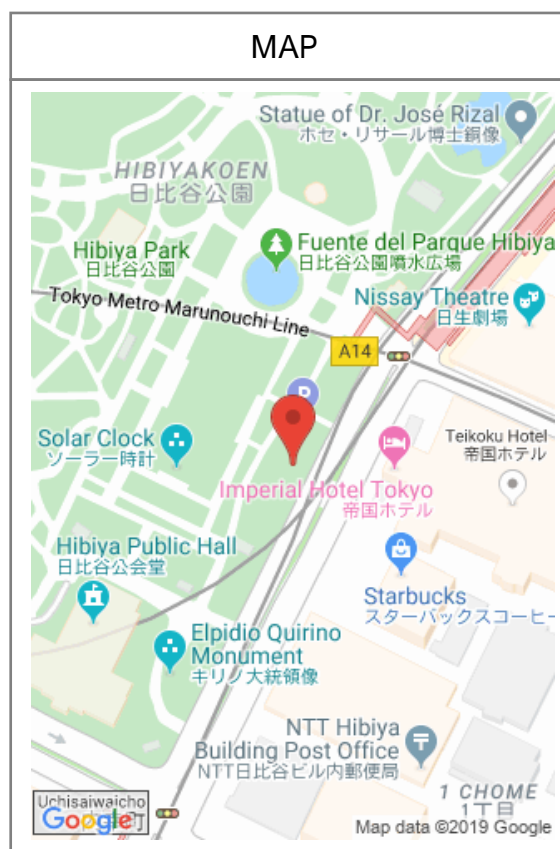 MAP
Statue of Dr. José Rizal
ホセ・リサール博士銅像
HIBIYAKOEN
日比谷公園
Hibiya Park
日比谷公園
Fuente del Parque Hibiya
日比谷公園噴水広場
Tokyo Metro Marunouchi Line
Nissay Theatre
日生劇場
A14
P
Solar Clock
ソーラー時計
Teikoku Hotel
帝国ホテル
Imperial Hotel Tokyo
帝国ホテル
Hibiya Public Hall
日比谷公会堂
Starbucks
スターバックスコーヒー
Elpidio Quirino
Monument
キリノ大統領像
NTT Hibiya
Building Post Office
NTT日比谷ビル内郵便局
1 CHOME
1丁目
Uchisaiwaicho
Google
Map data ©2019 Google